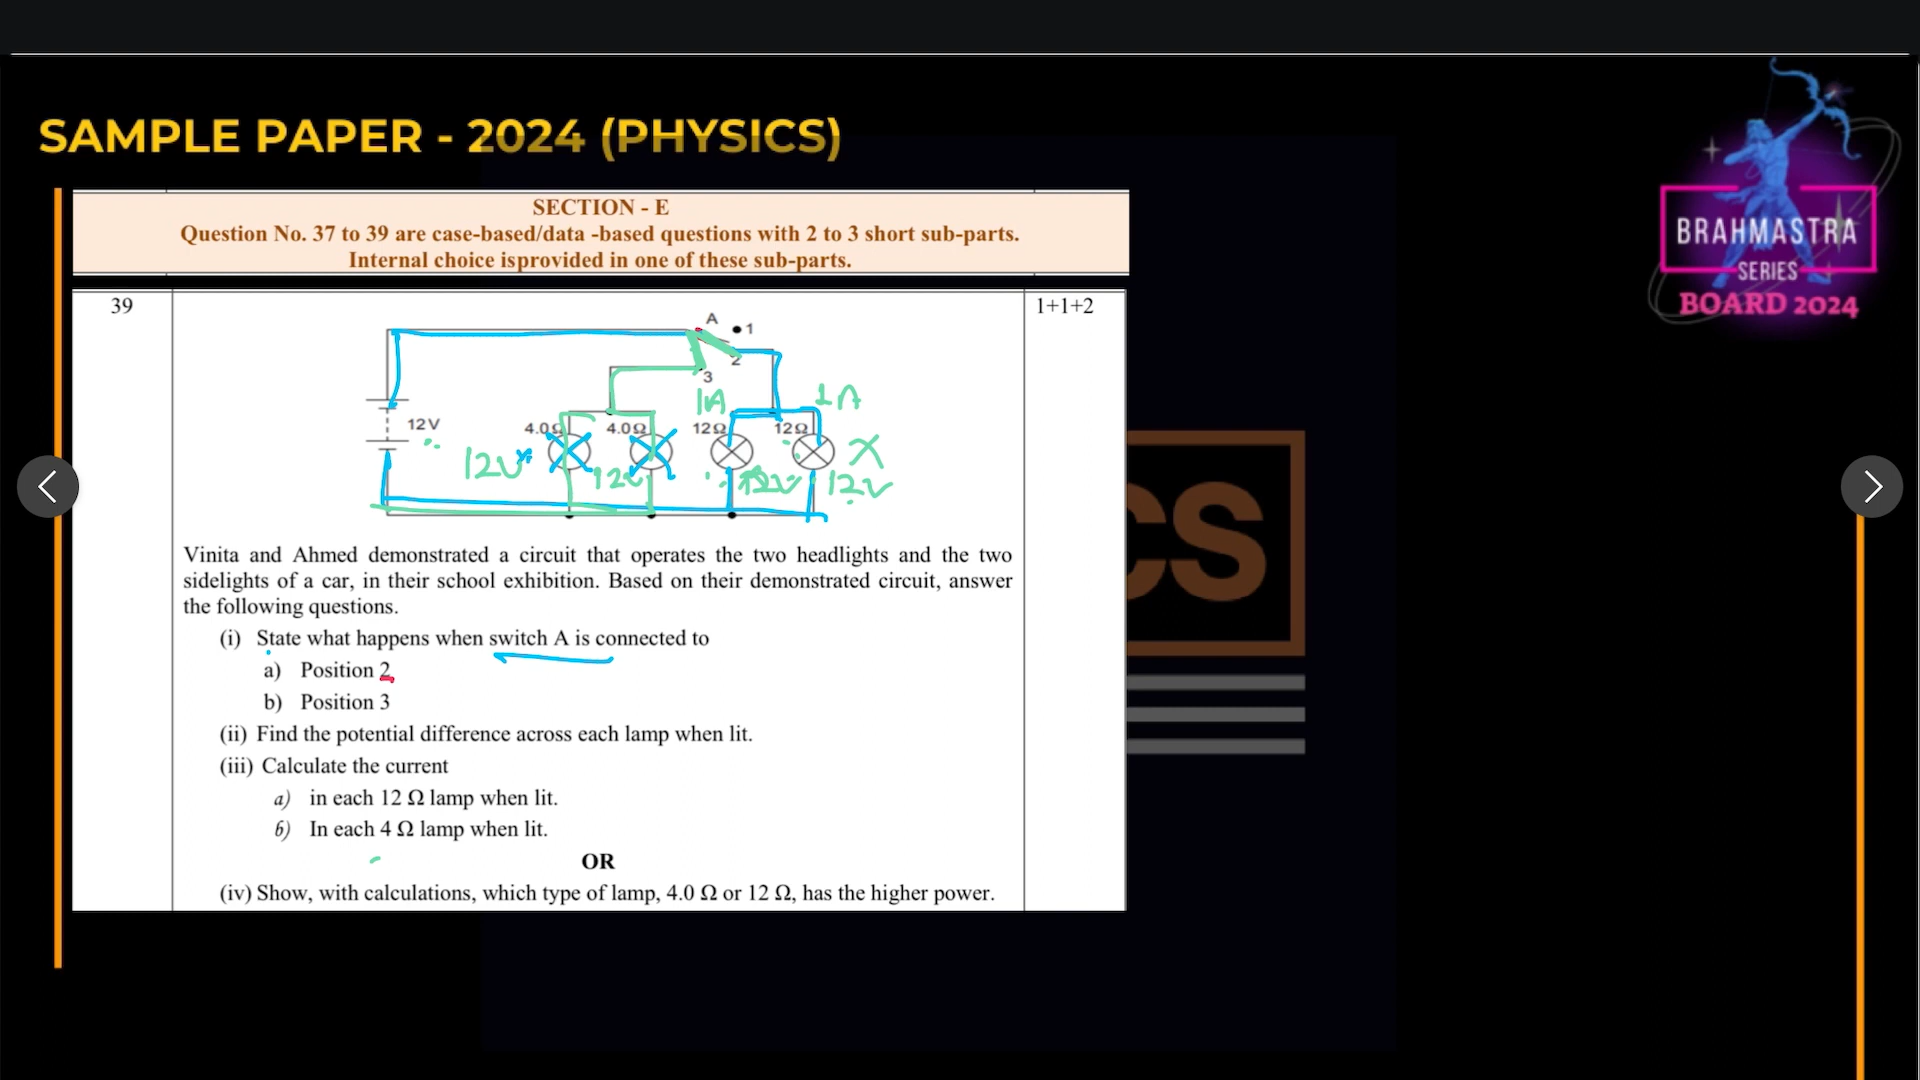 SAMPLE PAPER - 2024 (PHYSICS)
BRAHMASTRA
SERIES
BOARD 2024
SECTION - E
Question No. 37 to 39 are case-based/data -based questions with 2 to 3 short sub-parts.
Internal choice isprovided in one of these sub-parts.
39
1+1+2
A
1
2
3
1A
1A
12V
4.0Ω
4.0Ω
12Ω
12Ω
12V
12V
12V
CS
Vinita and Ahmed demonstrated a circuit that operates the two headlights and the two
sidelights of a car, in their school exhibition. Based on their demonstrated circuit, answer
the following questions.
(i) State what happens when switch A is connected to
a) Position 2
b) Position 3
(ii) Find the potential difference across each lamp when lit.
(iii) Calculate the current
a) in each 12 Ω lamp when lit.
б) In each 4 Ω lamp when lit.
OR
(iv) Show, with calculations, which type of lamp, 4.0 Ω or 12 Ω, has the higher power.